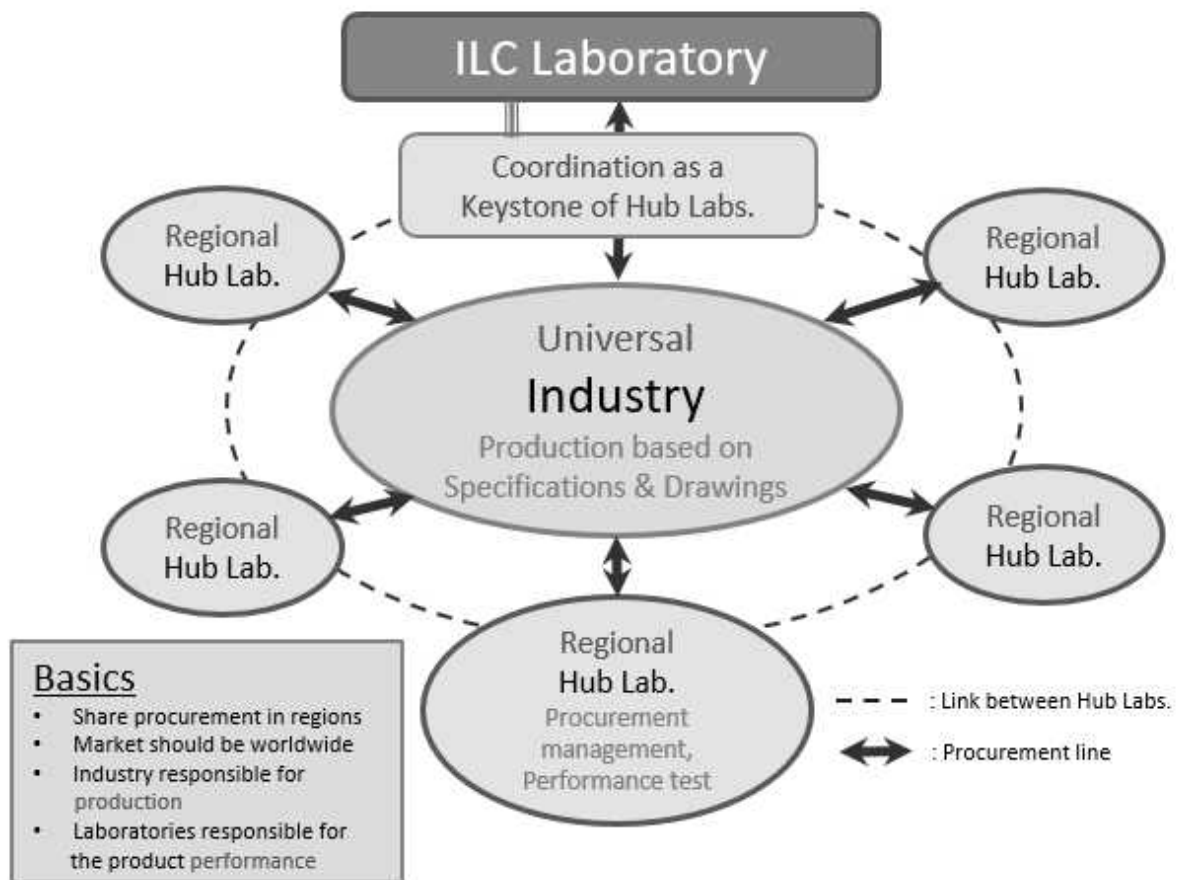 ILC Laboratory
Coordination as a
Keystone of Hub Labs.
Regional
Hub Lab.
Regional
Hub Lab.
Universal
Industry
Production based on
Specifications & Drawings
Regional
Hub Lab.
Regional
Hub Lab.
Regional
Hub Lab.
Procurement
management,
Performance test
Basics
• Share procurement in regions
• Market should be worldwide
• Industry responsible for
production
• Laboratories responsible for
the product performance
: Link between Hub Labs.
: Procurement line